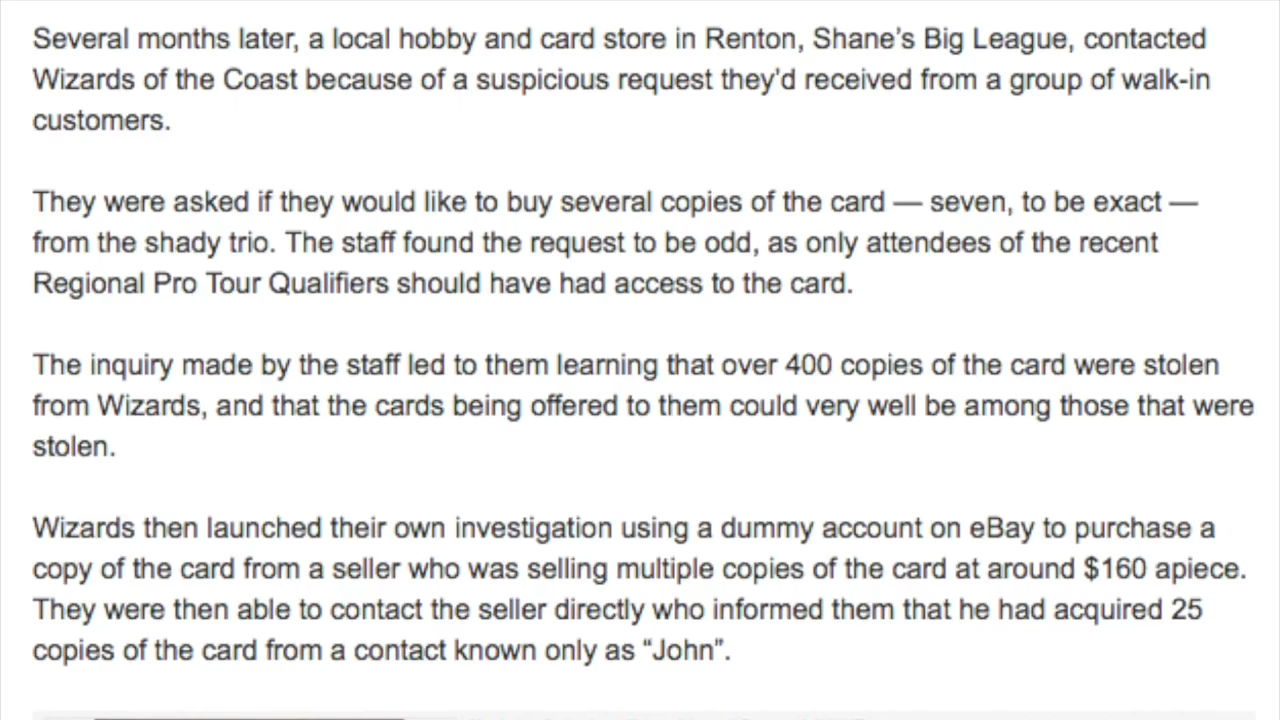 Several months later, a local hobby and card store in Renton, Shane’s Big League, contacted
Wizards of the Coast because of a suspicious request they’d received from a group of walk-in
customers.
They were asked if they would like to buy several copies of the card — seven, to be exact —
from the shady trio. The staff found the request to be odd, as only attendees of the recent
Regional Pro Tour Qualifiers should have had access to the card.
The inquiry made by the staff led to them learning that over 400 copies of the card were stolen
from Wizards, and that the cards being offered to them could very well be among those that were
stolen.
Wizards then launched their own investigation using a dummy account on eBay to purchase a
copy of the card from a seller who was selling multiple copies of the card at around $160 apiece.
They were then able to contact the seller directly who informed them that he had acquired 25
copies of the card from a contact known only as “John”.